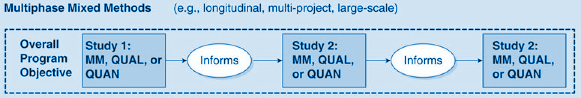 Multiphase Mixed Methods (e.g., longitudinal, multi-project, large-scale)
Overall
Program
Objective
Study 1:
MM, QUAL, or
QUAN
Informs
Study 2:
MM, QUAL,
or QUAN
Informs
Study 2:
MM, QUAL,
or QUAN